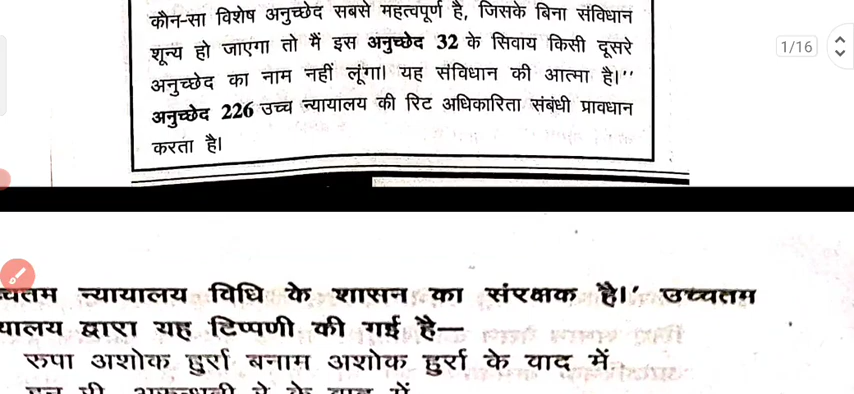 कौन-सा विशेष अनुच्छेद सबसे महत्वपूर्ण है, जिसके बिना संविधान
शून्य हो जाएगा तो मैं इस अनुच्छेद 32 के सिवाय किसी दूसरे
अनुच्छेद का नाम नहीं लूंगा। यह संविधान की आत्मा है।''
अनुच्छेद 226 उच्च न्यायालय की रिट अधिकारिता संबंधी प्रावधान
करता है।
1/16
च्चतम न्यायालय विधि के शासन का संरक्षक है।' उच्चतम
यालय द्वारा यह टिप्पणी की गई है—
रुपा अशोक हुर्रा बनाम अशोक हुर्रा के याद में